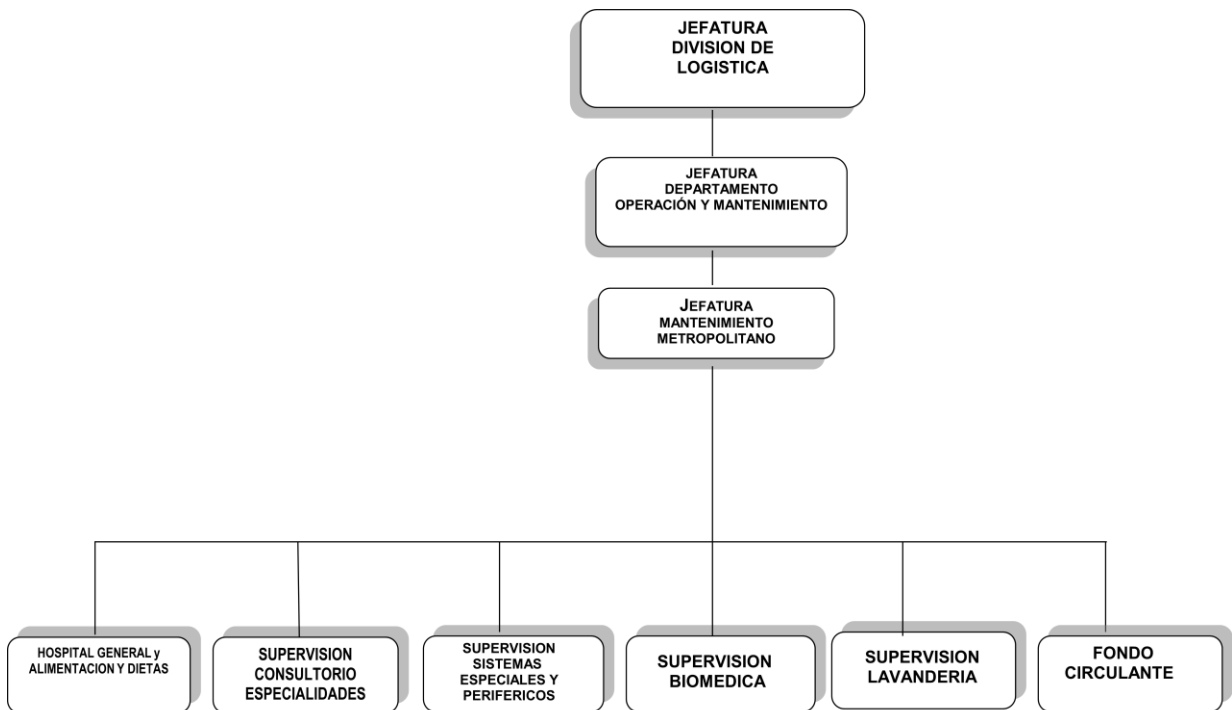 JEFATURA
DIVISION DE
LOGISTICA
JEFATURA
DEPARTAMENTO
OPERACIÓN Y MANTENIMIENTO
JEFATURA
MANTENIMIENTO
METROPOLITANO
HOSPITAL GENERAL y
ALIMENTACION Y DIETAS
SUPERVISION
CONSULTORIO
ESPECIALIDADES
SUPERVISION
SISTEMAS
ESPECIALES Y
PERIFERICOS
SUPERVISION
BIOMEDICA
SUPERVISION
LAVANDERIA
FONDO
CIRCULANTE